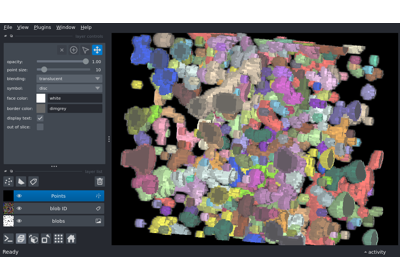 File View Plugins Window Help
opacity: 1.00
point size: 10
blending: translucent
symbol: disc
face color: white
border color: dimgrey
display text:
out of slice:
Points
blob ID
blobs
Ready
activity